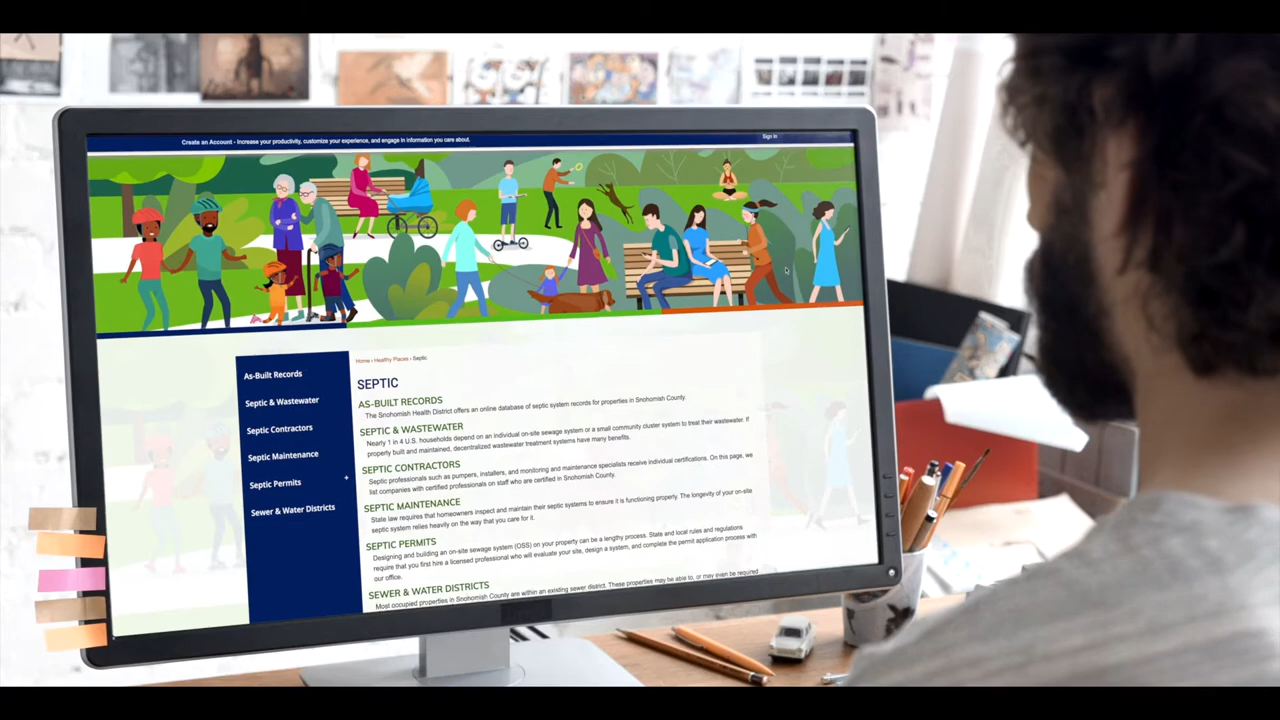 Create an Account - Increase your productivity, customize your experience, and engage in information you care about.
Sign In
Home › Healthy Places › Septic
As-Built Records
Septic & Wastewater
Septic Contractors
Septic Maintenance
Septic Permits
+
Sewer & Water Districts
SEPTIC
AS-BUILT RECORDS
The Snohomish Health District offers an online database of septic system records for properties in Snohomish County.
SEPTIC & WASTEWATER
Nearly 1 in 4 U.S. households depend on an individual on-site sewage system or a small community cluster system to treat their wastewater. If
properly built and maintained, decentralized wastewater treatment systems have many benefits.
SEPTIC CONTRACTORS
Septic professionals such as pumpers, installers, and monitoring and maintenance specialists receive individual certifications. On this page, we
list companies with certified professionals on staff who are certified in Snohomish County.
SEPTIC MAINTENANCE
State law requires that homeowners inspect and maintain their septic systems to ensure it is functioning properly. The longevity of your on-site
septic system relies heavily on the way that you care for it.
SEPTIC PERMITS
Designing and building an on-site sewage system (OSS) on your property can be a lengthy process. State and local rules and regulations
require that you first hire a licensed professional who will evaluate your site, design a system, and complete the permit application process with
our office.
SEWER & WATER DISTRICTS
Most occupied properties in Snohomish County are within an existing sewer district. These properties may be able to, or may even be required